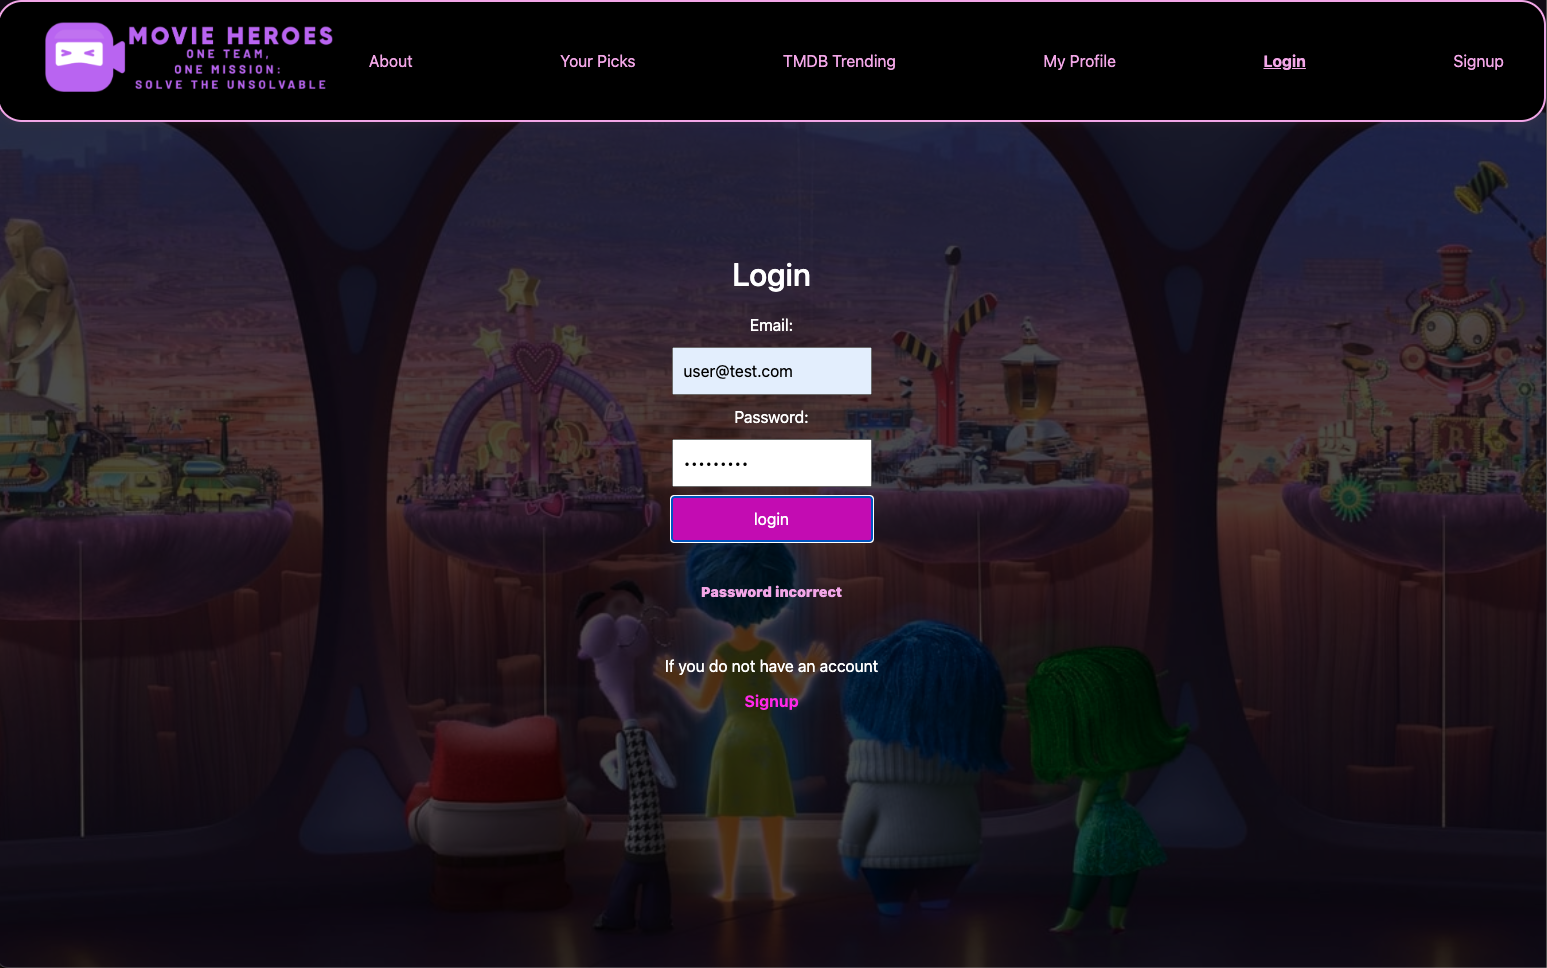 MOVIE HEROES
ONE TEAM,
ONE MISSION:
SOLVE THE UNSOLVABLE
About
Your Picks
TMDB Trending
My Profile
Login
Signup
Login
Email:
user@test.com
Password:
•••••••••
login
Password incorrect
If you do not have an account
Signup